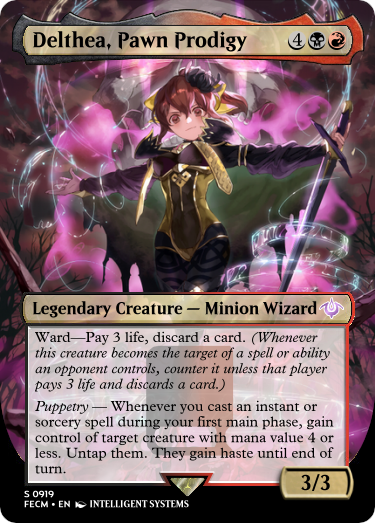 Delthea, Pawn Prodigy 4
Legendary Creature — Minion Wizard
Ward—Pay 3 life, discard a card. (Whenever
this creature becomes the target of a spell or ability
an opponent controls, counter it unless that player
pays 3 life and discards a card.)
Puppetry — Whenever you cast an instant or
sorcery spell during your first main phase, gain
control of target creature with mana value 4 or
less. Untap them. They gain haste until end of
turn.
3/3
S 0919
FECM • EN INTELLIGENT SYSTEMS